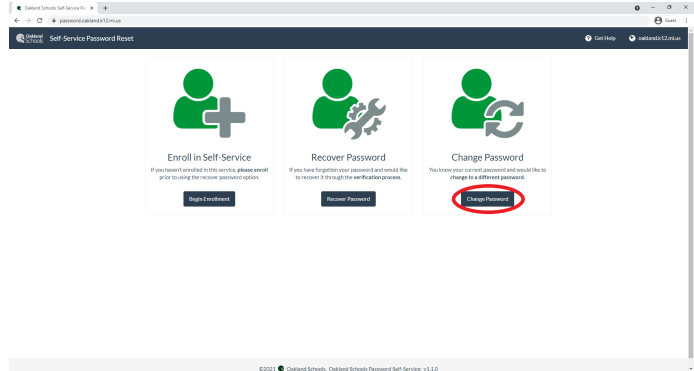 Oakland Schools Self-Service Pas
password.oakland.k12.mi.us
Guest
Oakland Schools Self-Service Password Reset
Get Help
oakland.k12.mi.us
Enroll in Self-Service
If you haven't enrolled in this service, please enroll
prior to using the recover password option.
Begin Enrollment
Recover Password
If you have forgotten your password and would like
to recover it through the verification process.
Recover Password
Change Password
You know your current password and would like to
change to a different password.
Change Password
©2021 Oakland Schools. Oakland Schools Password Self-Service: v3.1.0